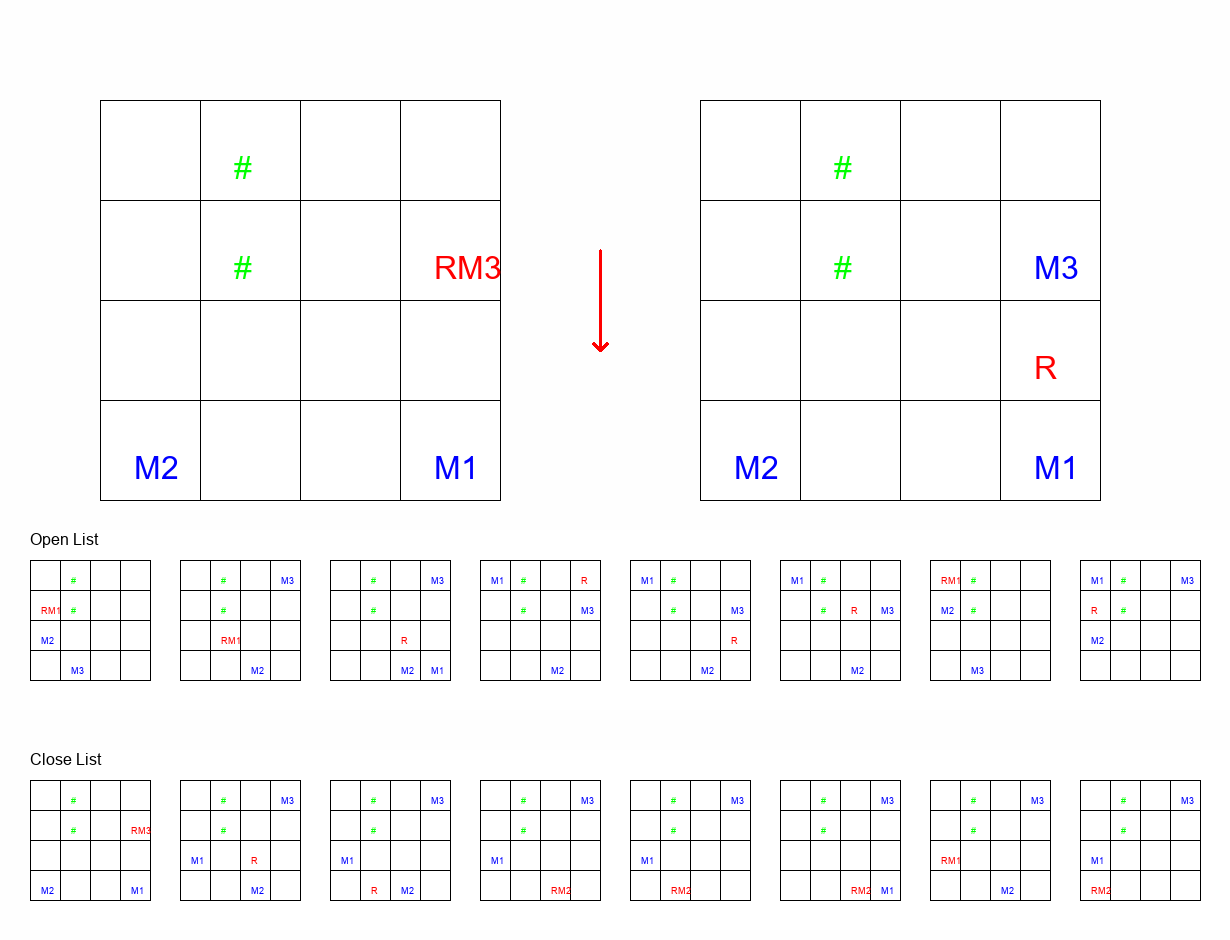 # #
# RM3 # M3
R
M2 M1 M2 M1
Open List
# # M3 # M3 M1 # R M1 # M1 # RM1 # M1 # M3
RM1 # # # # M3 # M3 # R M3 M2 # R #
M2 RM1 R R M2
M3 M2 M2 M1 M2 M2 M2 M3
Close List
# # M3 # M3 # M3 # M3 # M3 # M3 # M3
# RM3 # # # # # # #
M1 R M1 M1 M1 RM1 M1
M2 M1 M2 R M2 RM2 RM2 RM2 M1 M2 RM2